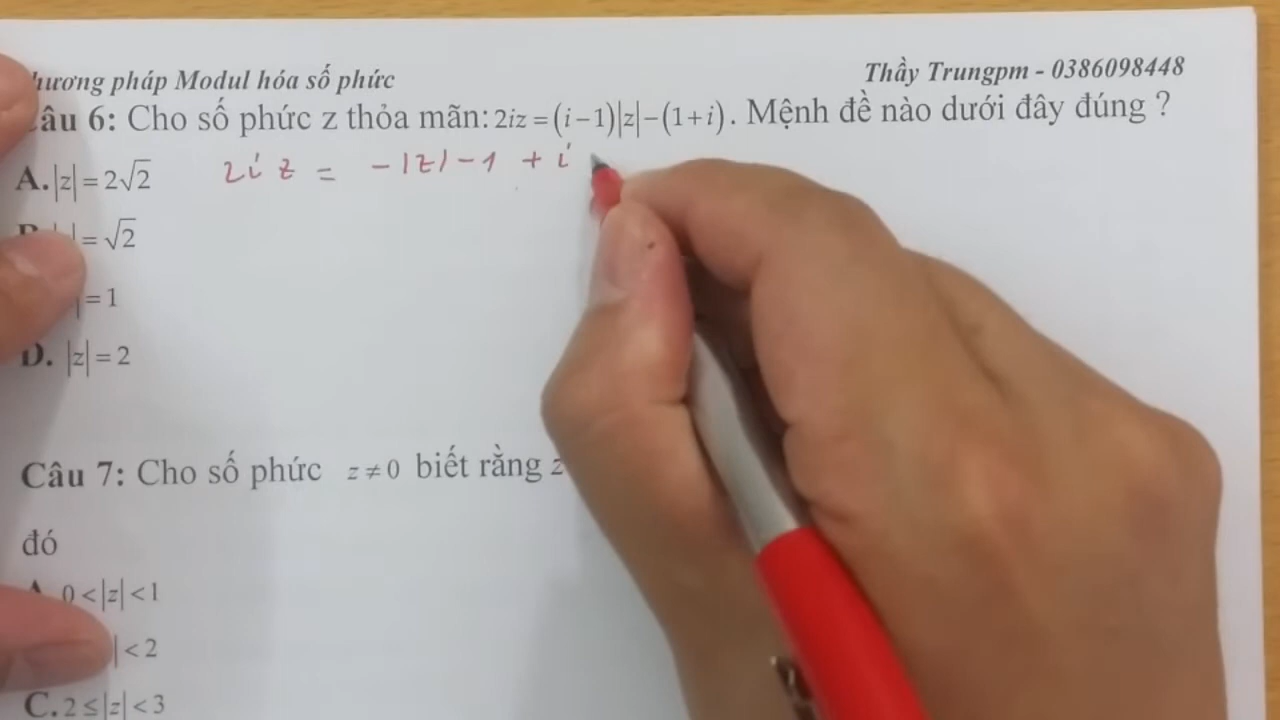 hương pháp Modul hóa số phức
Thầy Trungpm - 0386098448
âu 6: Cho số phức z thỏa mãn: 2iz = (i-1)|z|-(1+i). Mệnh đề nào dưới đây đúng ?
2iz = -|z|-1 + i
A. |z| = 2√2
= √2
= 1
D. |z| = 2
Câu 7: Cho số phức z ≠ 0 biết rằng z
đó
0 < |z| < 1
| < 2
C. 2 ≤ |z| < 3